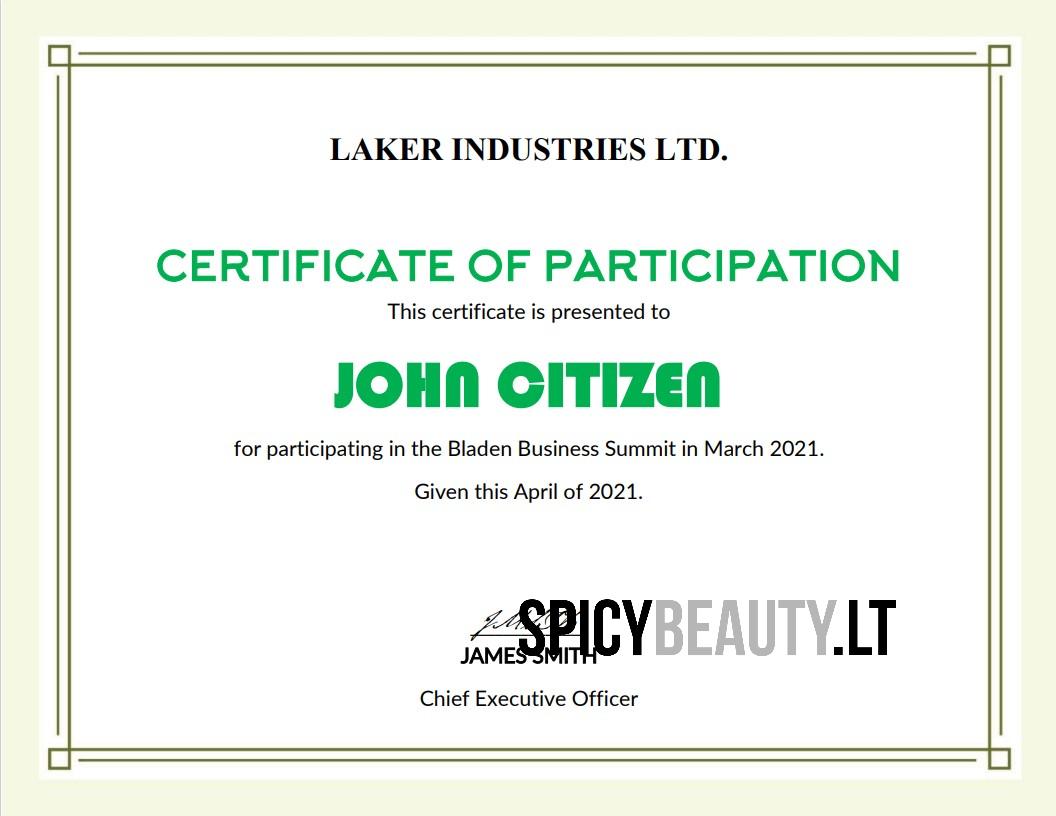 LAKER INDUSTRIES LTD.
CERTIFICATE OF PARTICIPATION
This certificate is presented to
JOHN CITIZEN
for participating in the Bladen Business Summit in March 2021.
Given this April of 2021.
SPICYBEAUTY.LT
JAMES SMITH
Chief Executive Officer